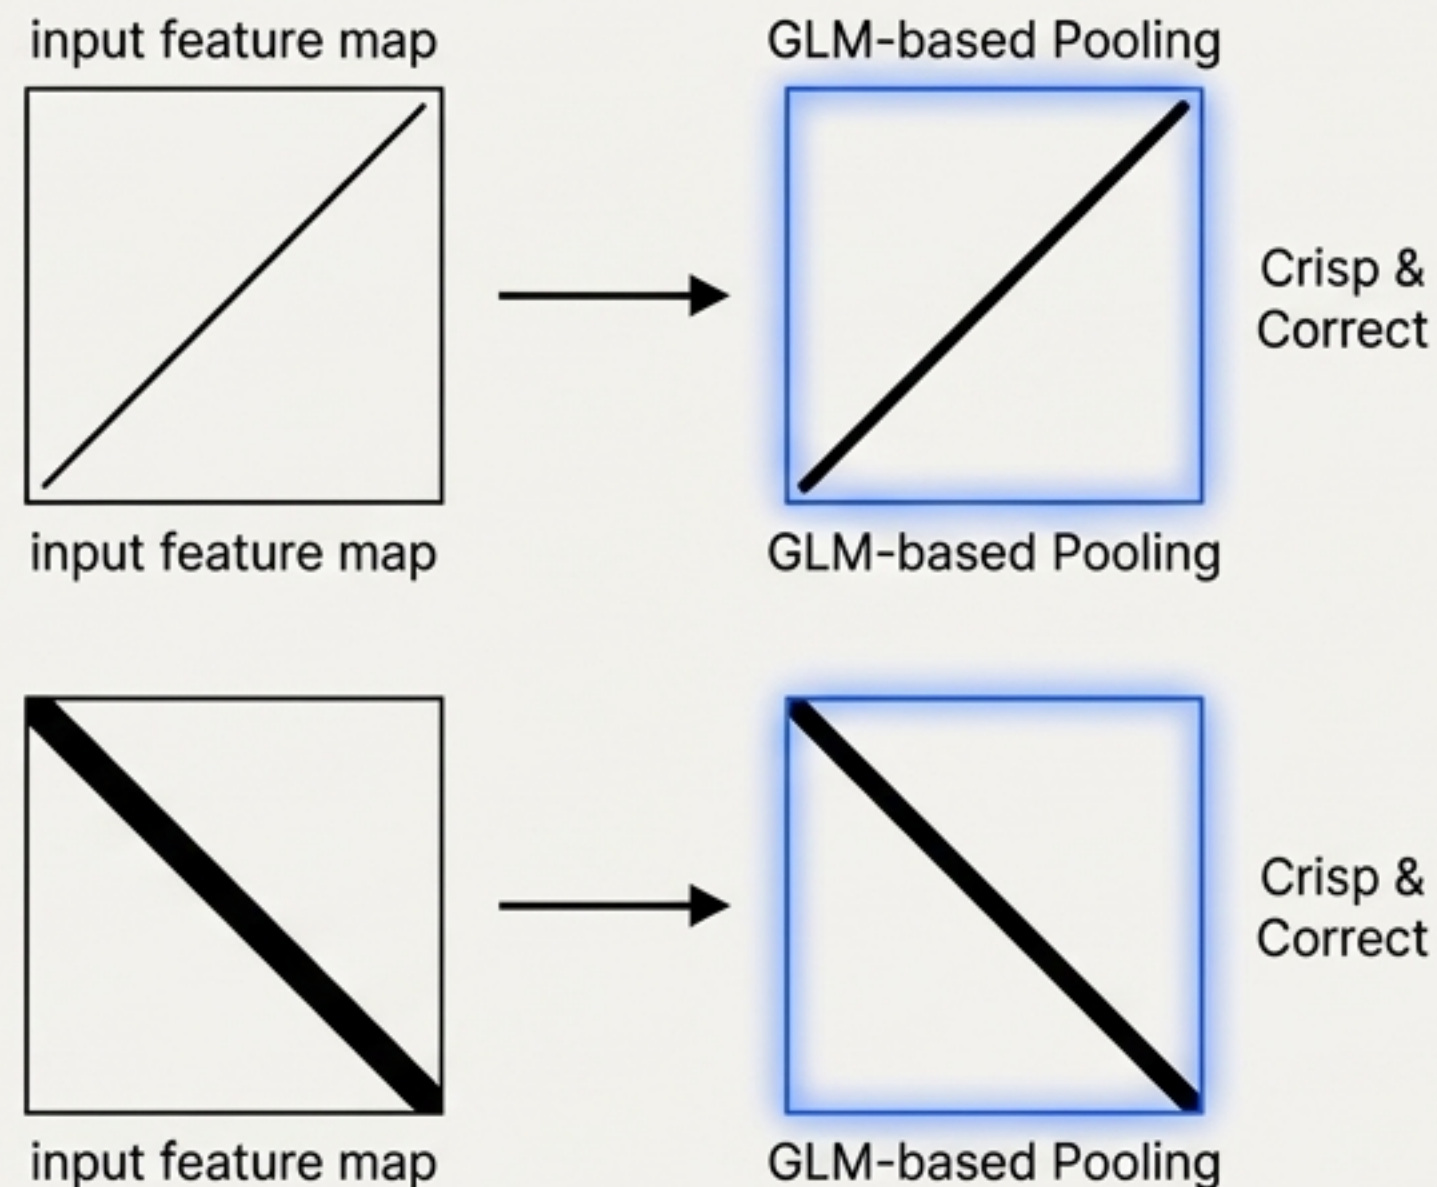 input feature map
GLM-based Pooling
Crisp &
Correct
input feature map
GLM-based Pooling
Crisp &
Correct
input feature map
GLM-based Pooling